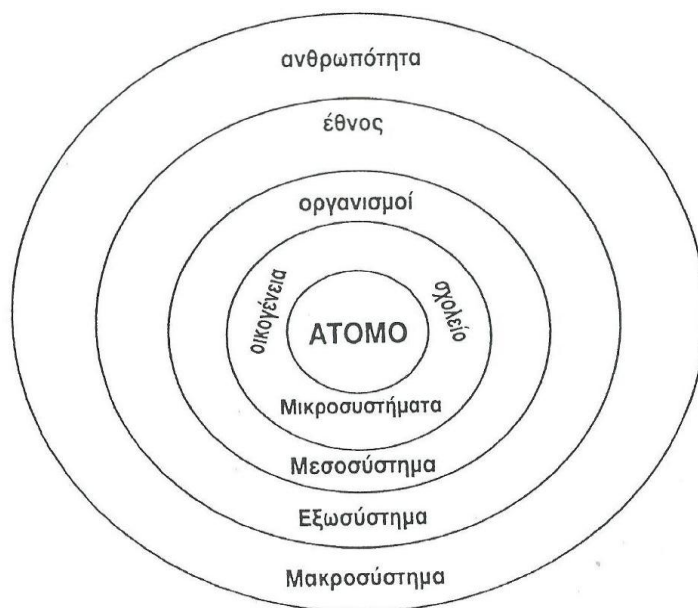 ανθρωπότητα
έθνος
οργανισμοί
οικογένεια
σχολείο
ΑΤΟΜΟ
Μικροσυστήματα
Μεσοσύστημα
Εξωσύστημα
Μακροσύστημα